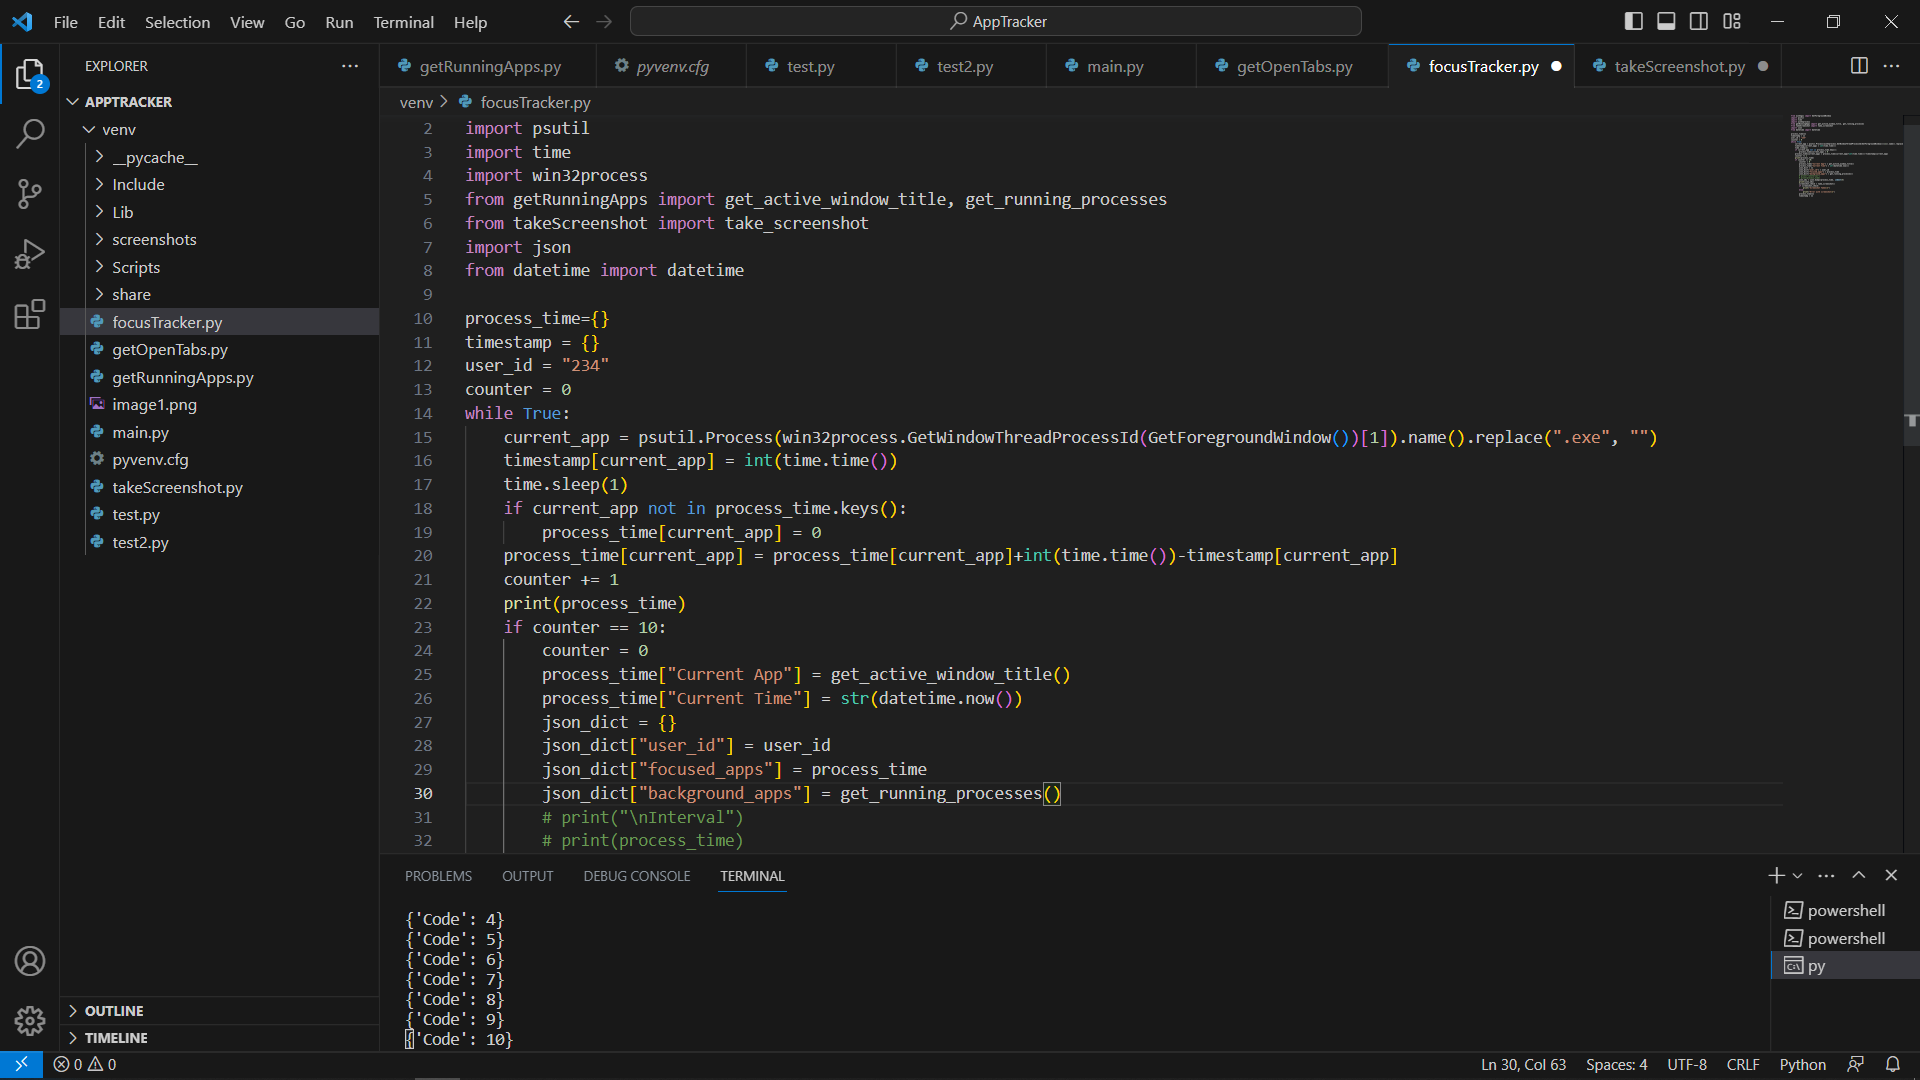 File Edit Selection View Go Run Terminal Help
AppTracker
EXPLORER
2
APPTRACKER
venv
__pycache__
Include
Lib
screenshots
Scripts
share
focusTracker.py
getOpenTabs.py
getRunningApps.py
image1.png
main.py
pyvenv.cfg
takeScreenshot.py
test.py
test2.py
OUTLINE
TIMELINE
getRunningApps.py pyvenv.cfg test.py test2.py main.py getOpenTabs.py focusTracker.py takeScreenshot.py
venv > focusTracker.py
2 import psutil
3 import time
4 import win32process
5 from getRunningApps import get_active_window_title, get_running_processes
6 from takeScreenshot import take_screenshot
7 import json
8 from datetime import datetime
9
10 process_time={}
11 timestamp = {}
12 user_id = "234"
13 counter = 0
14 while True:
15 current_app = psutil.Process(win32process.GetWindowThreadProcessId(GetForegroundWindow())[1]).name().replace(".exe", "")
16 timestamp[current_app] = int(time.time())
17 time.sleep(1)
18 if current_app not in process_time.keys():
19 process_time[current_app] = 0
20 process_time[current_app] = process_time[current_app]+int(time.time())-timestamp[current_app]
21 counter += 1
22 print(process_time)
23 if counter == 10:
24 counter = 0
25 process_time["Current App"] = get_active_window_title()
26 process_time["Current Time"] = str(datetime.now())
27 json_dict = {}
28 json_dict["user_id"] = user_id
29 json_dict["focused_apps"] = process_time
30 json_dict["background_apps"] = get_running_processes()
31 # print("\nInterval")
32 # print(process_time)
PROBLEMS OUTPUT DEBUG CONSOLE TERMINAL
{'Code': 4}
{'Code': 5}
{'Code': 6}
{'Code': 7}
{'Code': 8}
{'Code': 9}
{'Code': 10}
powershell
powershell
py
0 0
Ln 30, Col 63 Spaces: 4 UTF-8 CRLF Python